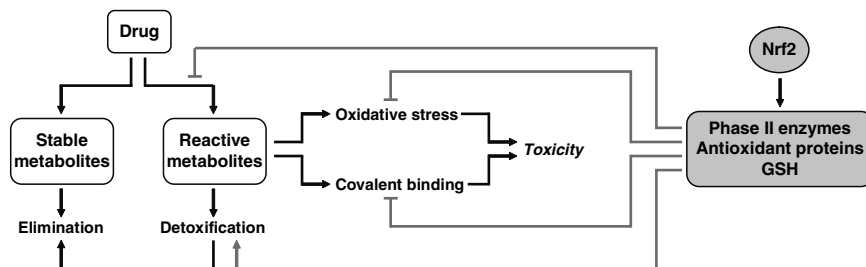 Drug
Nrf2
Stable
metabolites
Reactive
metabolites
Oxidative stress
Toxicity
Covalent binding
Phase II enzymes
Antioxidant proteins
GSH
Elimination
Detoxification